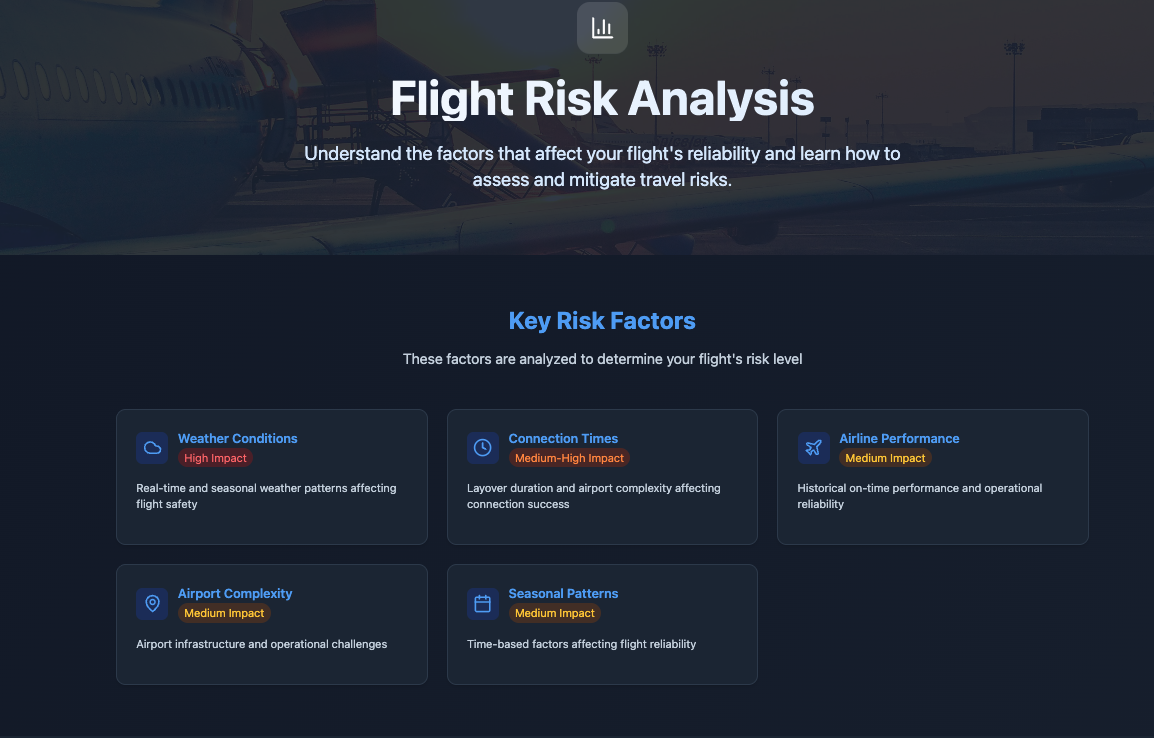 Flight Risk Analysis
Understand the factors that affect your flight's reliability and learn how to
assess and mitigate travel risks.
Key Risk Factors
These factors are analyzed to determine your flight's risk level
Weather Conditions
High Impact
Real-time and seasonal weather patterns affecting
flight safety
Connection Times
Medium-High Impact
Layover duration and airport complexity affecting
connection success
Airline Performance
Medium Impact
Historical on-time performance and operational
reliability
Airport Complexity
Medium Impact
Airport infrastructure and operational challenges
Seasonal Patterns
Medium Impact
Time-based factors affecting flight reliability